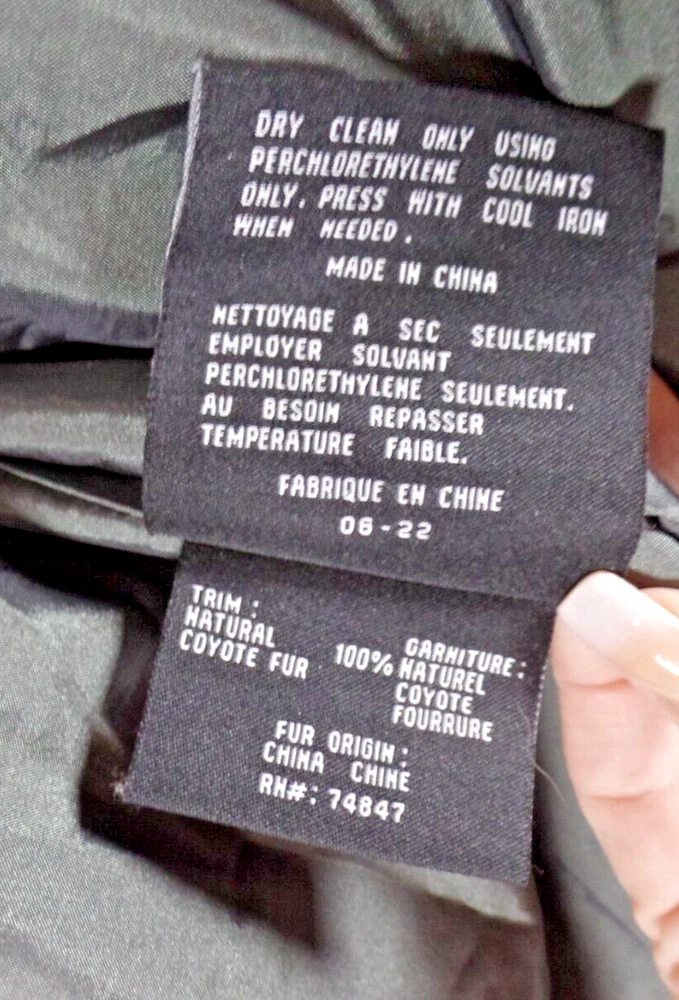 DRY CLEAN ONLY USING
PERCHLORETHYLENE SOLVANTS
ONLY. PRESS WITH COOL IRON
WHEN NEEDED.
MADE IN CHINA
NETTOYAGE A SEC SEULEMENT
EMPLOYER SOLVANT
PERCHLORETHYLENE SEULEMENT.
AU BESOIN REPASSER
TEMPERATURE FAIBLE.
FABRIQUE EN CHINE
06-22
TRIM:
NATURAL
COYOTE FUR
100%
GARNITURE:
NATUREL
COYOTE
FOURRURE
FUR ORIGIN:
CHINA CHINE
RN#: 74847